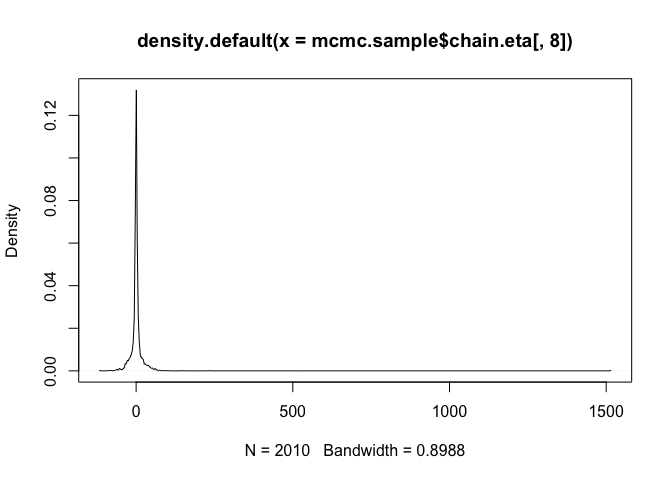 density.default(x = mcmc.sample$chain.eta[, 8])
Density
0.12
0.08
0.04
0.00
0 500 1000 1500
N = 2010 Bandwidth = 0.8988